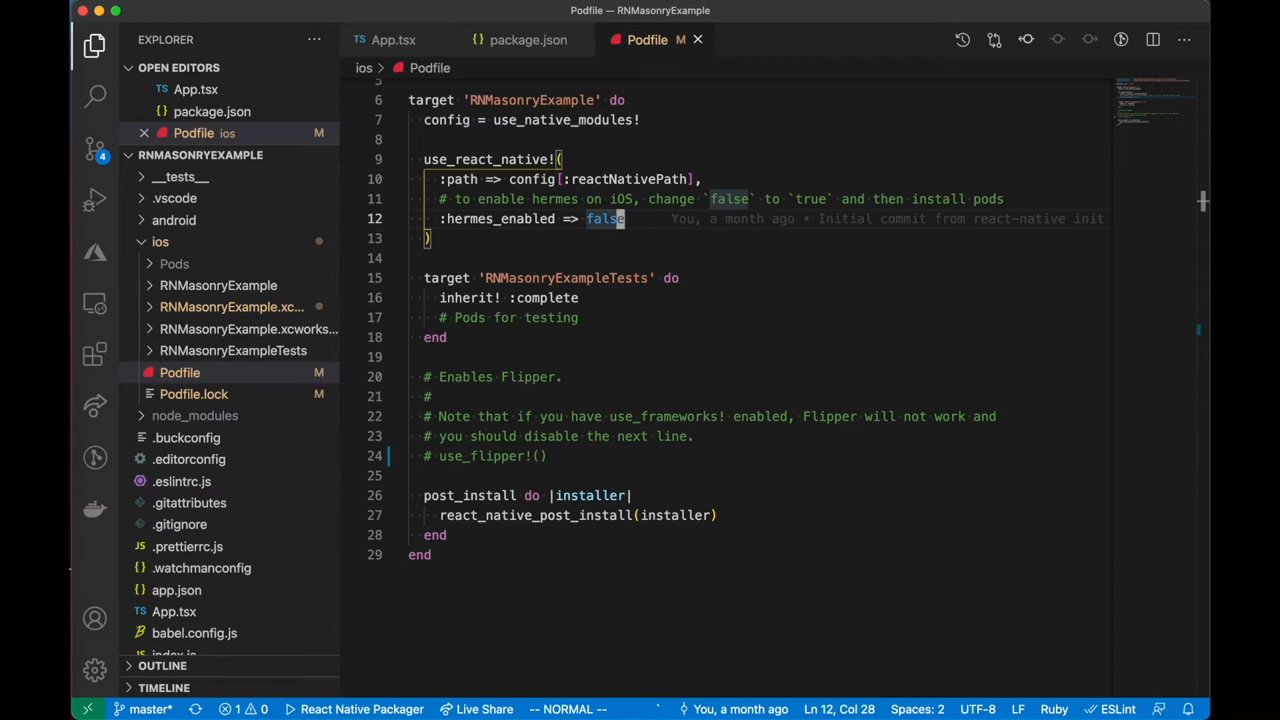 Podfile — RNMasonryExample
EXPLORER
OPEN EDITORS
App.tsx
package.json
Podfile ios M
RNMASONRYEXAMPLE
__tests__
.vscode
android
ios
Pods
RNMasonryExample
RNMasonryExample.xc...
RNMasonryExample.xcworks...
RNMasonryExampleTests
Podfile M
Podfile.lock M
node_modules
.buckconfig
.editorconfig
.eslintrc.js
.gitattributes
.gitignore
.prettierrc.js
.watchmanconfig
app.json
App.tsx
babel.config.js
index.js
OUTLINE
TIMELINE
4
App.tsx package.json Podfile M
ios > Podfile
5
6 target 'RNMasonryExample' do
7 config = use_native_modules!
8
9 use_react_native!(
10 :path => config[:reactNativePath],
11 # to enable hermes on iOS, change `false` to `true` and then install pods
12 :hermes_enabled => false You, a month ago • Initial commit from react-native init
13 )
14
15 target 'RNMasonryExampleTests' do
16 inherit! :complete
17 # Pods for testing
18 end
19
20 # Enables Flipper.
21 #
22 # Note that if you have use_frameworks! enabled, Flipper will not work and
23 # you should disable the next line.
24 # use_flipper!()
25
26 post_install do |installer|
27 react_native_post_install(installer)
28 end
29 end
master* 1 0 React Native Packager Live Share -- NORMAL -- You, a month ago Ln 12, Col 28 Spaces: 2 UTF-8 LF Ruby ESLint